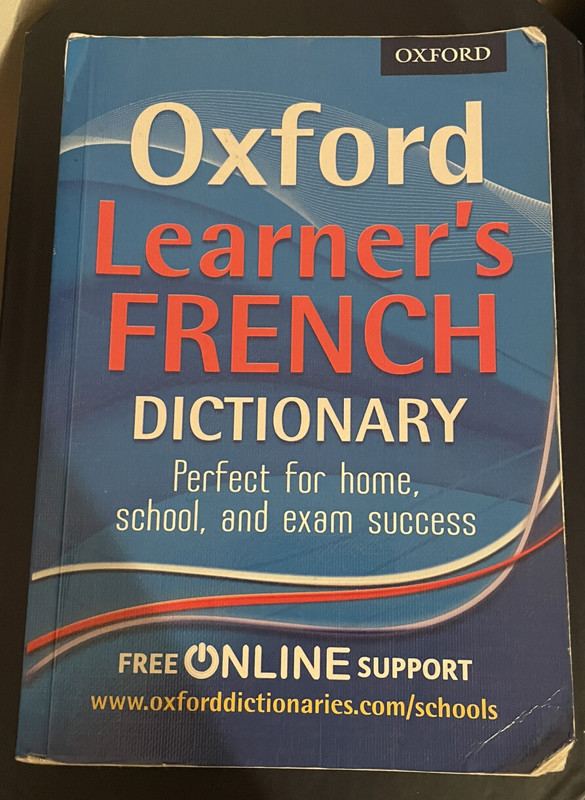 OXFORD
Oxford
Learner's
FRENCH
DICTIONARY
Perfect for home,
school, and exam success
FREE ONLINE SUPPORT
www.oxforddictionaries.com/schools